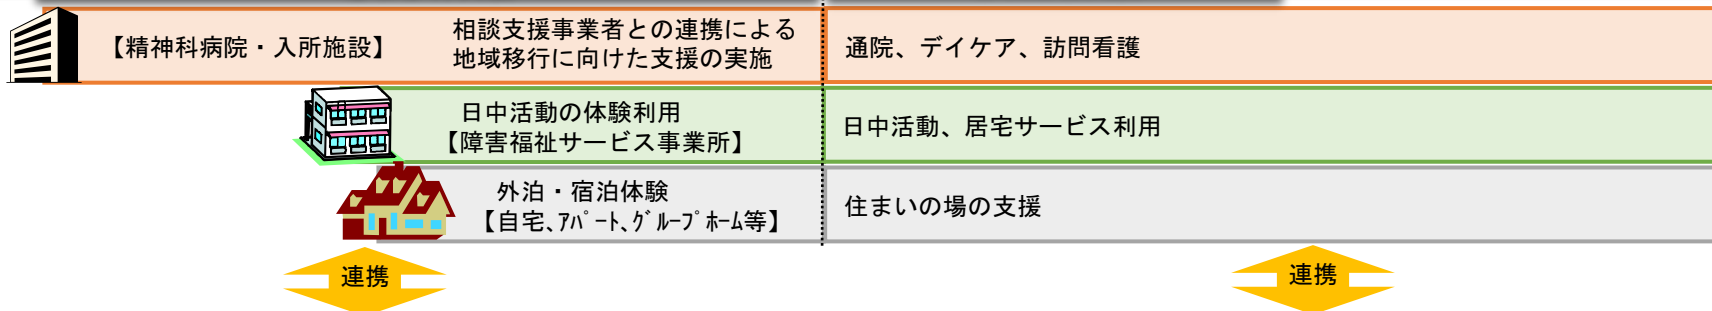 【精神科病院・入所施設】
相談支援事業者との連携による
地域移行に向けた支援の実施
通院、デイケア、訪問看護
日中活動の体験利用
【障害福祉サービス事業所】
日中活動、居宅サービス利用
外泊・宿泊体験
【自宅、ｱﾊﾟｰﾄ、ｸﾞﾙｰﾌﾟﾎｰﾑ等】
住まいの場の支援
連携
連携